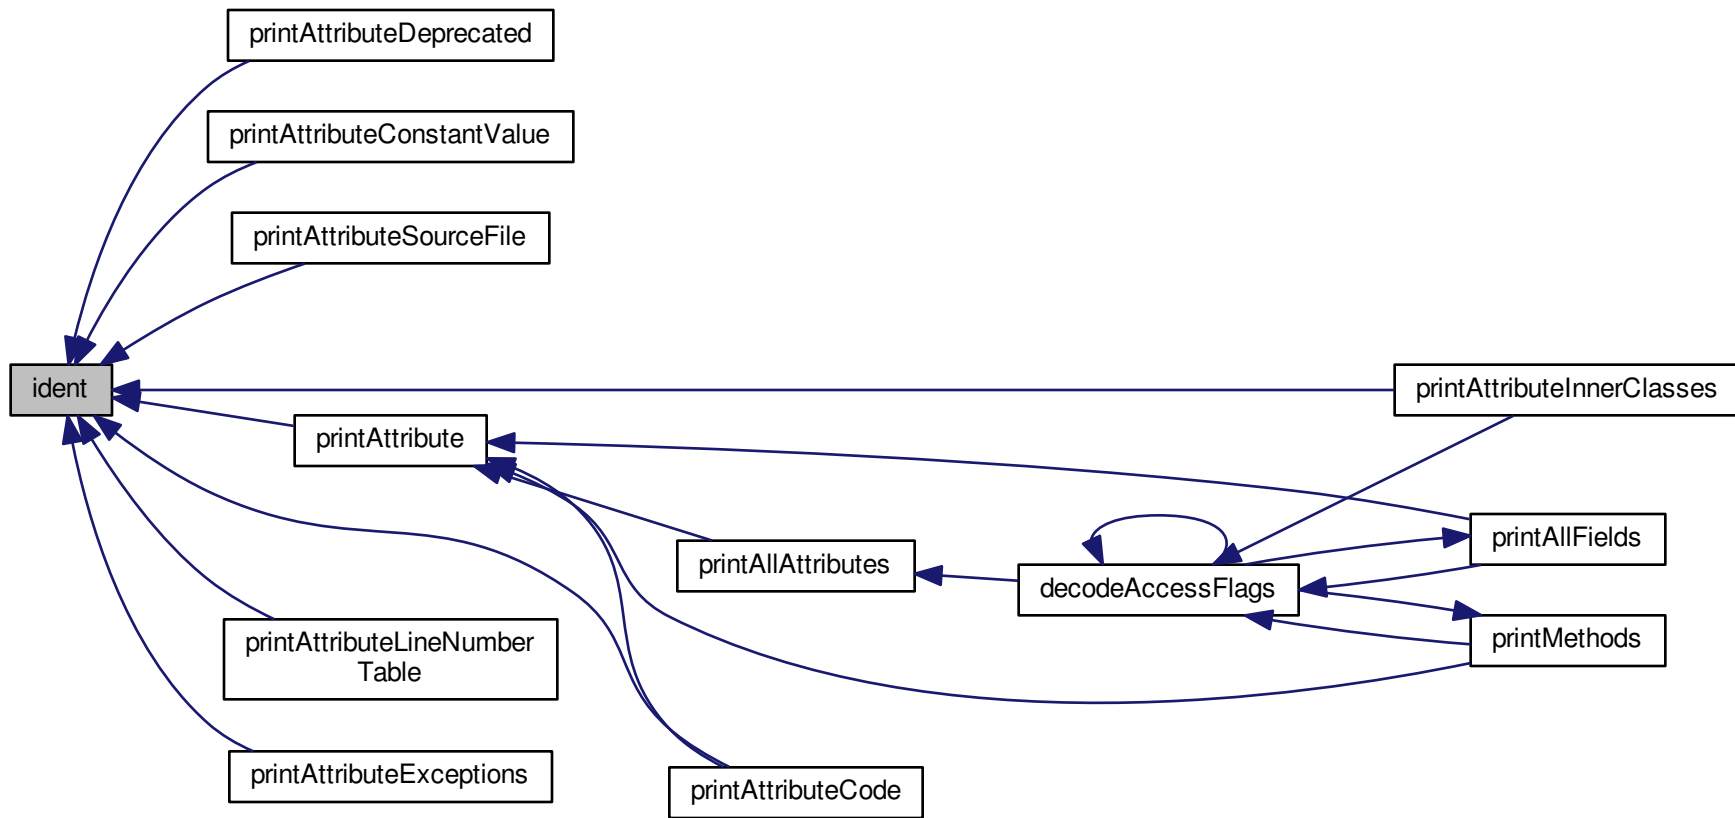 printAttributeDeprecated
printAttributeConstantValue
printAttributeSourceFile
ident
printAttributeInnerClasses
printAttribute
printAllFields
printAllAttributes
decodeAccessFlags
printMethods
printAttributeLineNumber
Table
printAttributeExceptions
printAttributeCode